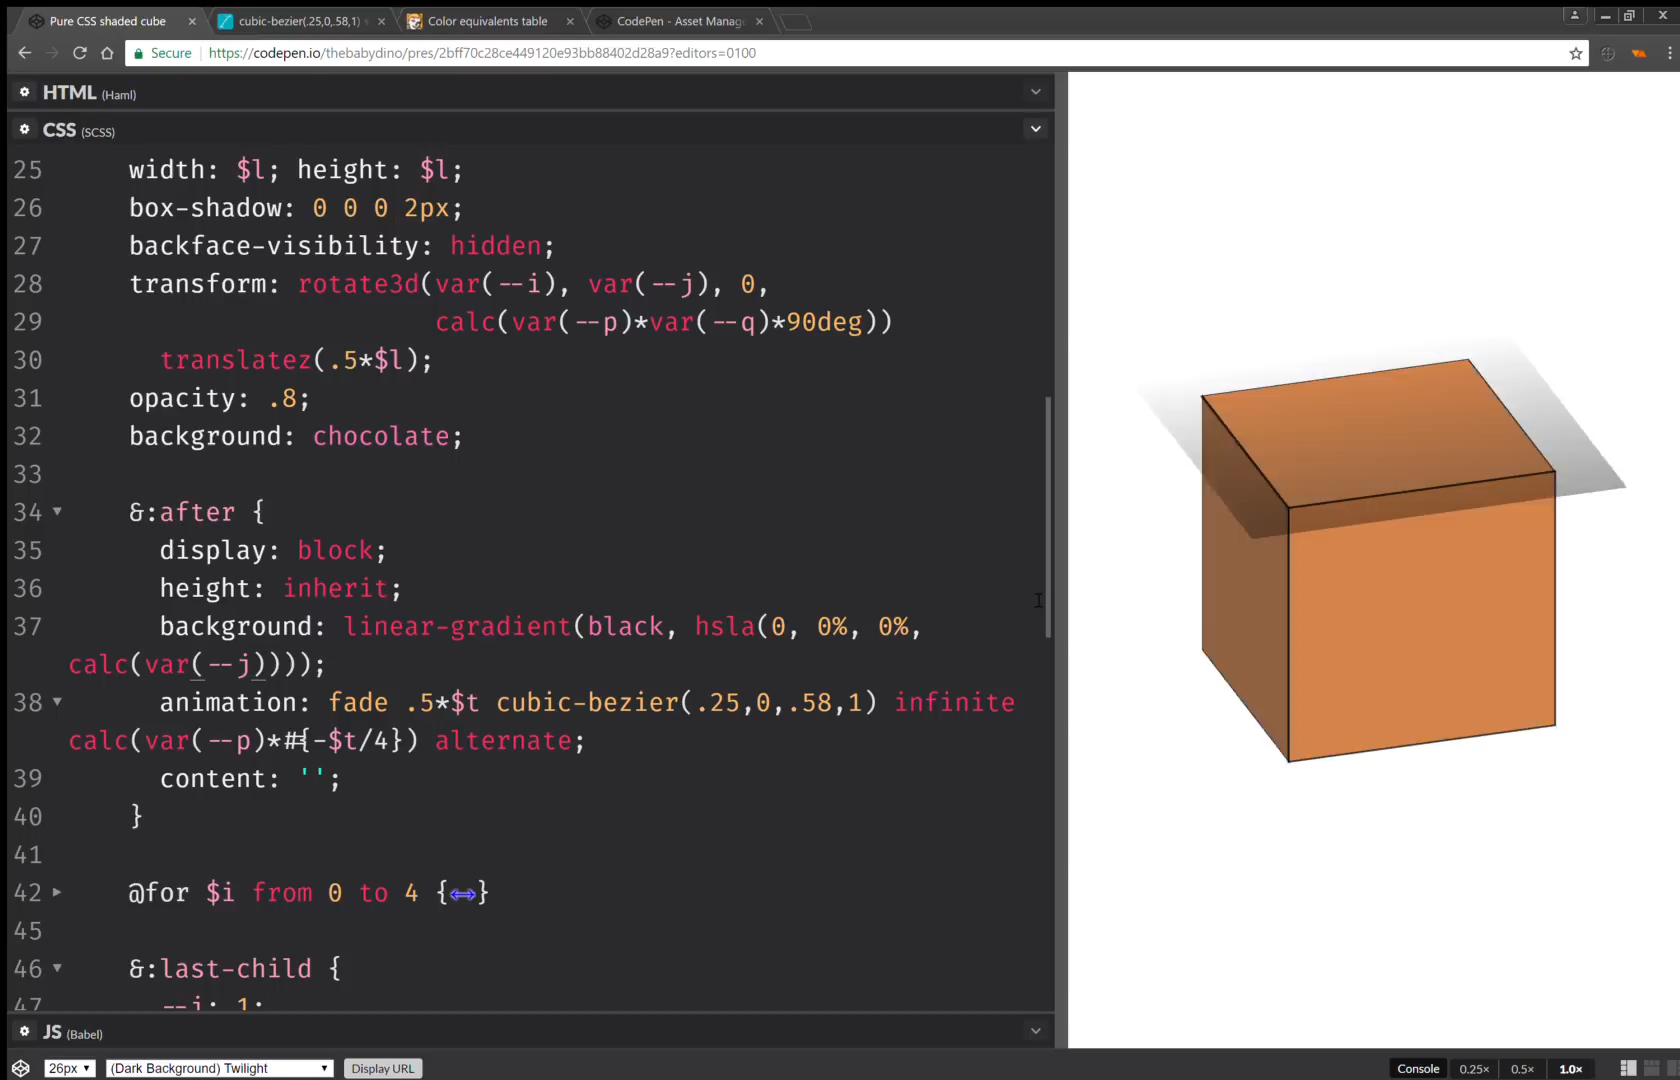 Pure CSS shaded cube
cubic-bezier(.25,0,.58,1)
Color equivalents table
CodePen - Asset Manag
Secure https://codepen.io/thebabydino/pres/2bff70c28ce449120e93bb88402d28a9?editors=0100
HTML (Haml)
CSS (SCSS)
25 width: $l; height: $l;
26 box-shadow: 0 0 0 2px;
27 backface-visibility: hidden;
28 transform: rotate3d(var(--i), var(--j), 0,
29 calc(var(--p)*var(--q)*90deg))
30 translatez(.5*$l);
31 opacity: .8;
32 background: chocolate;
33
34 &:after {
35 display: block;
36 height: inherit;
37 background: linear-gradient(black, hsla(0, 0%, 0%,
calc(var(--j))));
38 animation: fade .5*$t cubic-bezier(.25,0,.58,1) infinite
calc(var(--p)*#{-$t/4}) alternate;
39 content: '';
40 }
41
42 @for $i from 0 to 4 {↔}
45
46 &:last-child {
47 --i: 1;
JS (Babel)
26px
(Dark Background) Twilight
Display URL
Console 0.25× 0.5× 1.0×